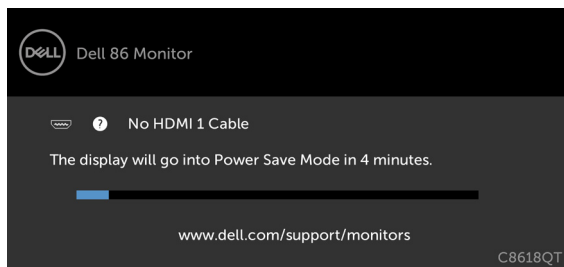 DELL
Dell 86 Monitor
? No HDMI 1 Cable
The display will go into Power Save Mode in 4 minutes.
www.dell.com/support/monitors
C8618QT